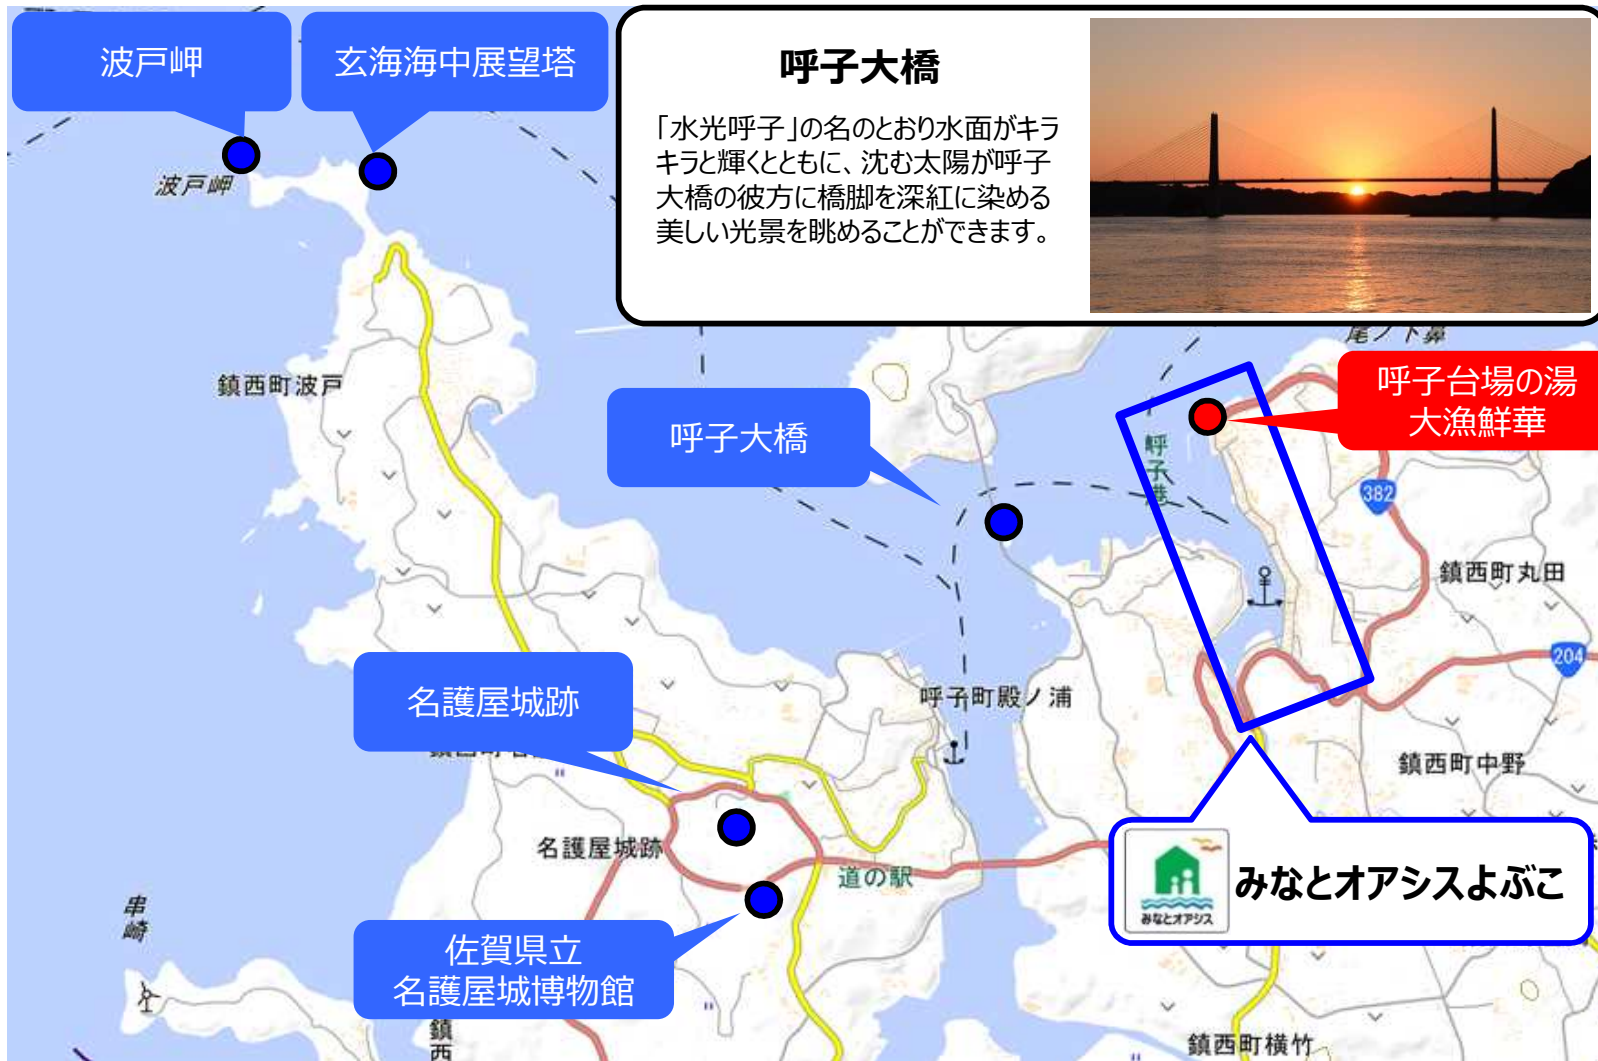 波戸岬
玄海海中展望塔
呼子大橋
「水光呼子」の名のとおり水面がキラ
キラと輝くとともに、沈む太陽が呼子
大橋の彼方に橋脚を深紅に染める
美しい光景を眺めることができます。
波戸岬
尾ノ下鼻
鎮西町波戸
呼子台場の湯
大漁鮮華
呼子大橋
呼子港
382
鎮西町丸田
204
名護屋城跡
呼子町殿ノ浦
鎮西町中野
名護屋城跡
道の駅
みなとオアシス
みなとオアシスよぶこ
串崎
佐賀県立
名護屋城博物館
鎮西
鎮西町横竹